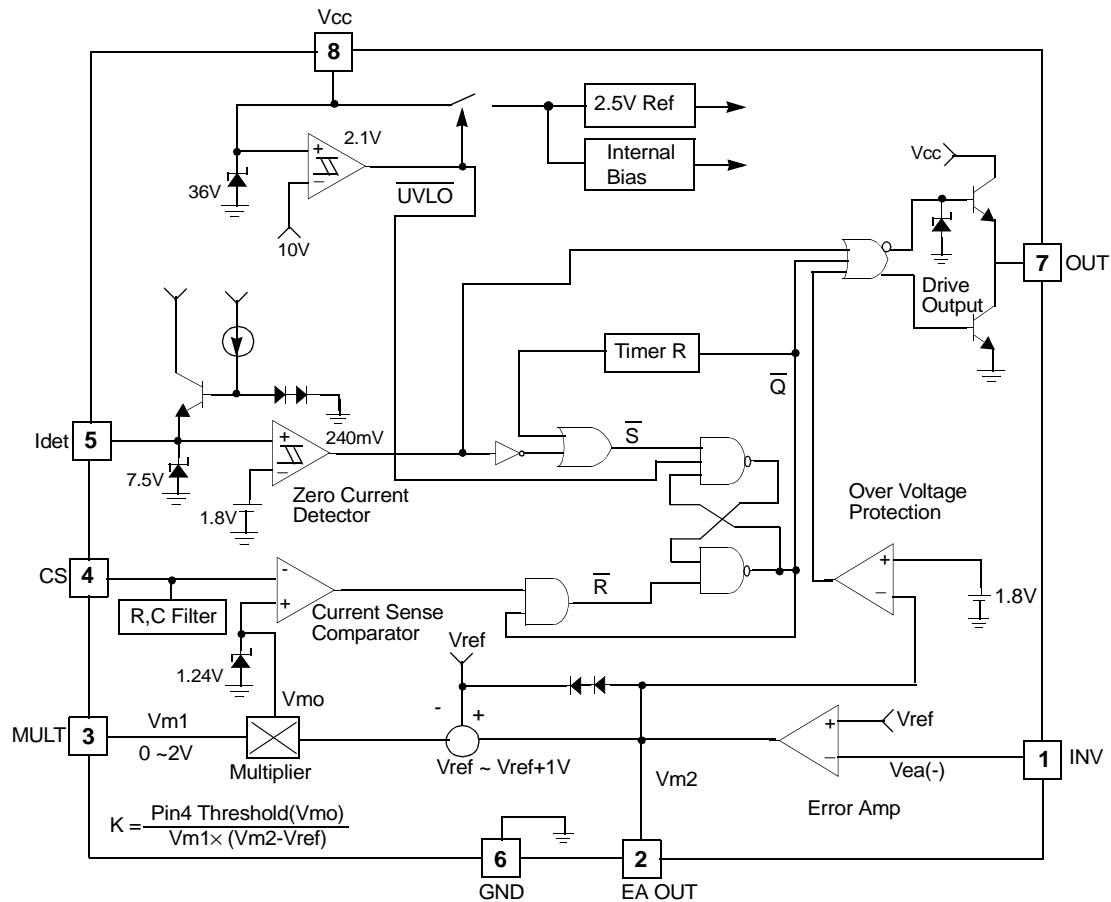 Vcc
8
2.5V Ref
2.1V
Internal
Bias
Vcc
36V
UVLO
10V
7
OUT
Drive
Output
Timer R
Q
Idet
5
240mV
S
7.5V
Zero Current
Detector
1.8V
Over Voltage
Protection
CS
4
R
1.8V
R,C Filter
Current Sense
Comparator
1.24V
Vref
Vmo
MULT
3
Vm1
0 ~2V
Multiplier
Vref ~ Vref+1V
Vref
Vm2
Vea(-)
1
INV
Error Amp
K = Pin4 Threshold(Vmo)
Vm1× (Vm2-Vref)
6
GND
2
EA OUT